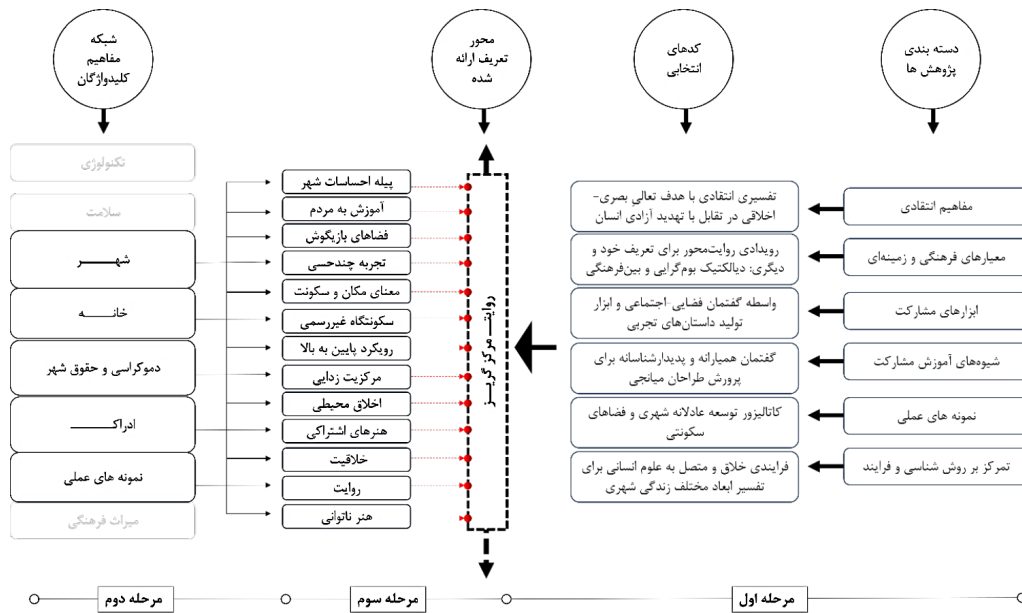 دسته بندی
پژوهش ها
کدهای
انتخابی
محور
تعریف ارائه
شده
شبکه
مفاهیم
کلیدواژگان
مفاهیم انتقادی
معیارهای فرهنگی و زمینه‌ای
ابزارهای مشارکت
شیوه‌های آموزش مشارکت
نمونه های عملی
تمرکز بر روش شناسی و فرایند
تفسیری انتقادی با هدف تعالیِ بصری-
اخلاقی در تقابل با تهدید آزادی انسان
رویدادی روایت‌محور برای تعریف خود و
دیگری: دیالکتیک بوم‌گرایی و بین‌فرهنگی
واسطه گفتمان فضایی-اجتماعی و ابزار
تولید داستان‌های تجربی
گفتمان همیارانه و پدیدارشناسانه برای
پرورش طراحان میانجی
کاتالیزور توسعه عادلانه شهری و فضاهای
سکونتی
فرایندی خلاق و متصل به علوم انسانی برای
تفسیر ابعاد مختلف زندگی شهری
روایتــ مرکز گریــز
پیله احساسات شهر
آموزش به مردم
فضاهای بازیگوش
تجربه چندحسی
معنای مکان و سکونت
سکونتگاه غیررسمی
رویکرد پایین به بالا
مرکزیت زدایی
اخلاق محیطی
هنرهای اشتراکی
خلاقیت
روایت
هنر ناتوانی
تکنولوژی
سلامت
شهــــر
خانــــه
دموکراسی و حقوق شهر
ادراکــــ
نمونه های عملی
میراث فرهنگی
مرحله اول
مرحله سوم
مرحله دوم